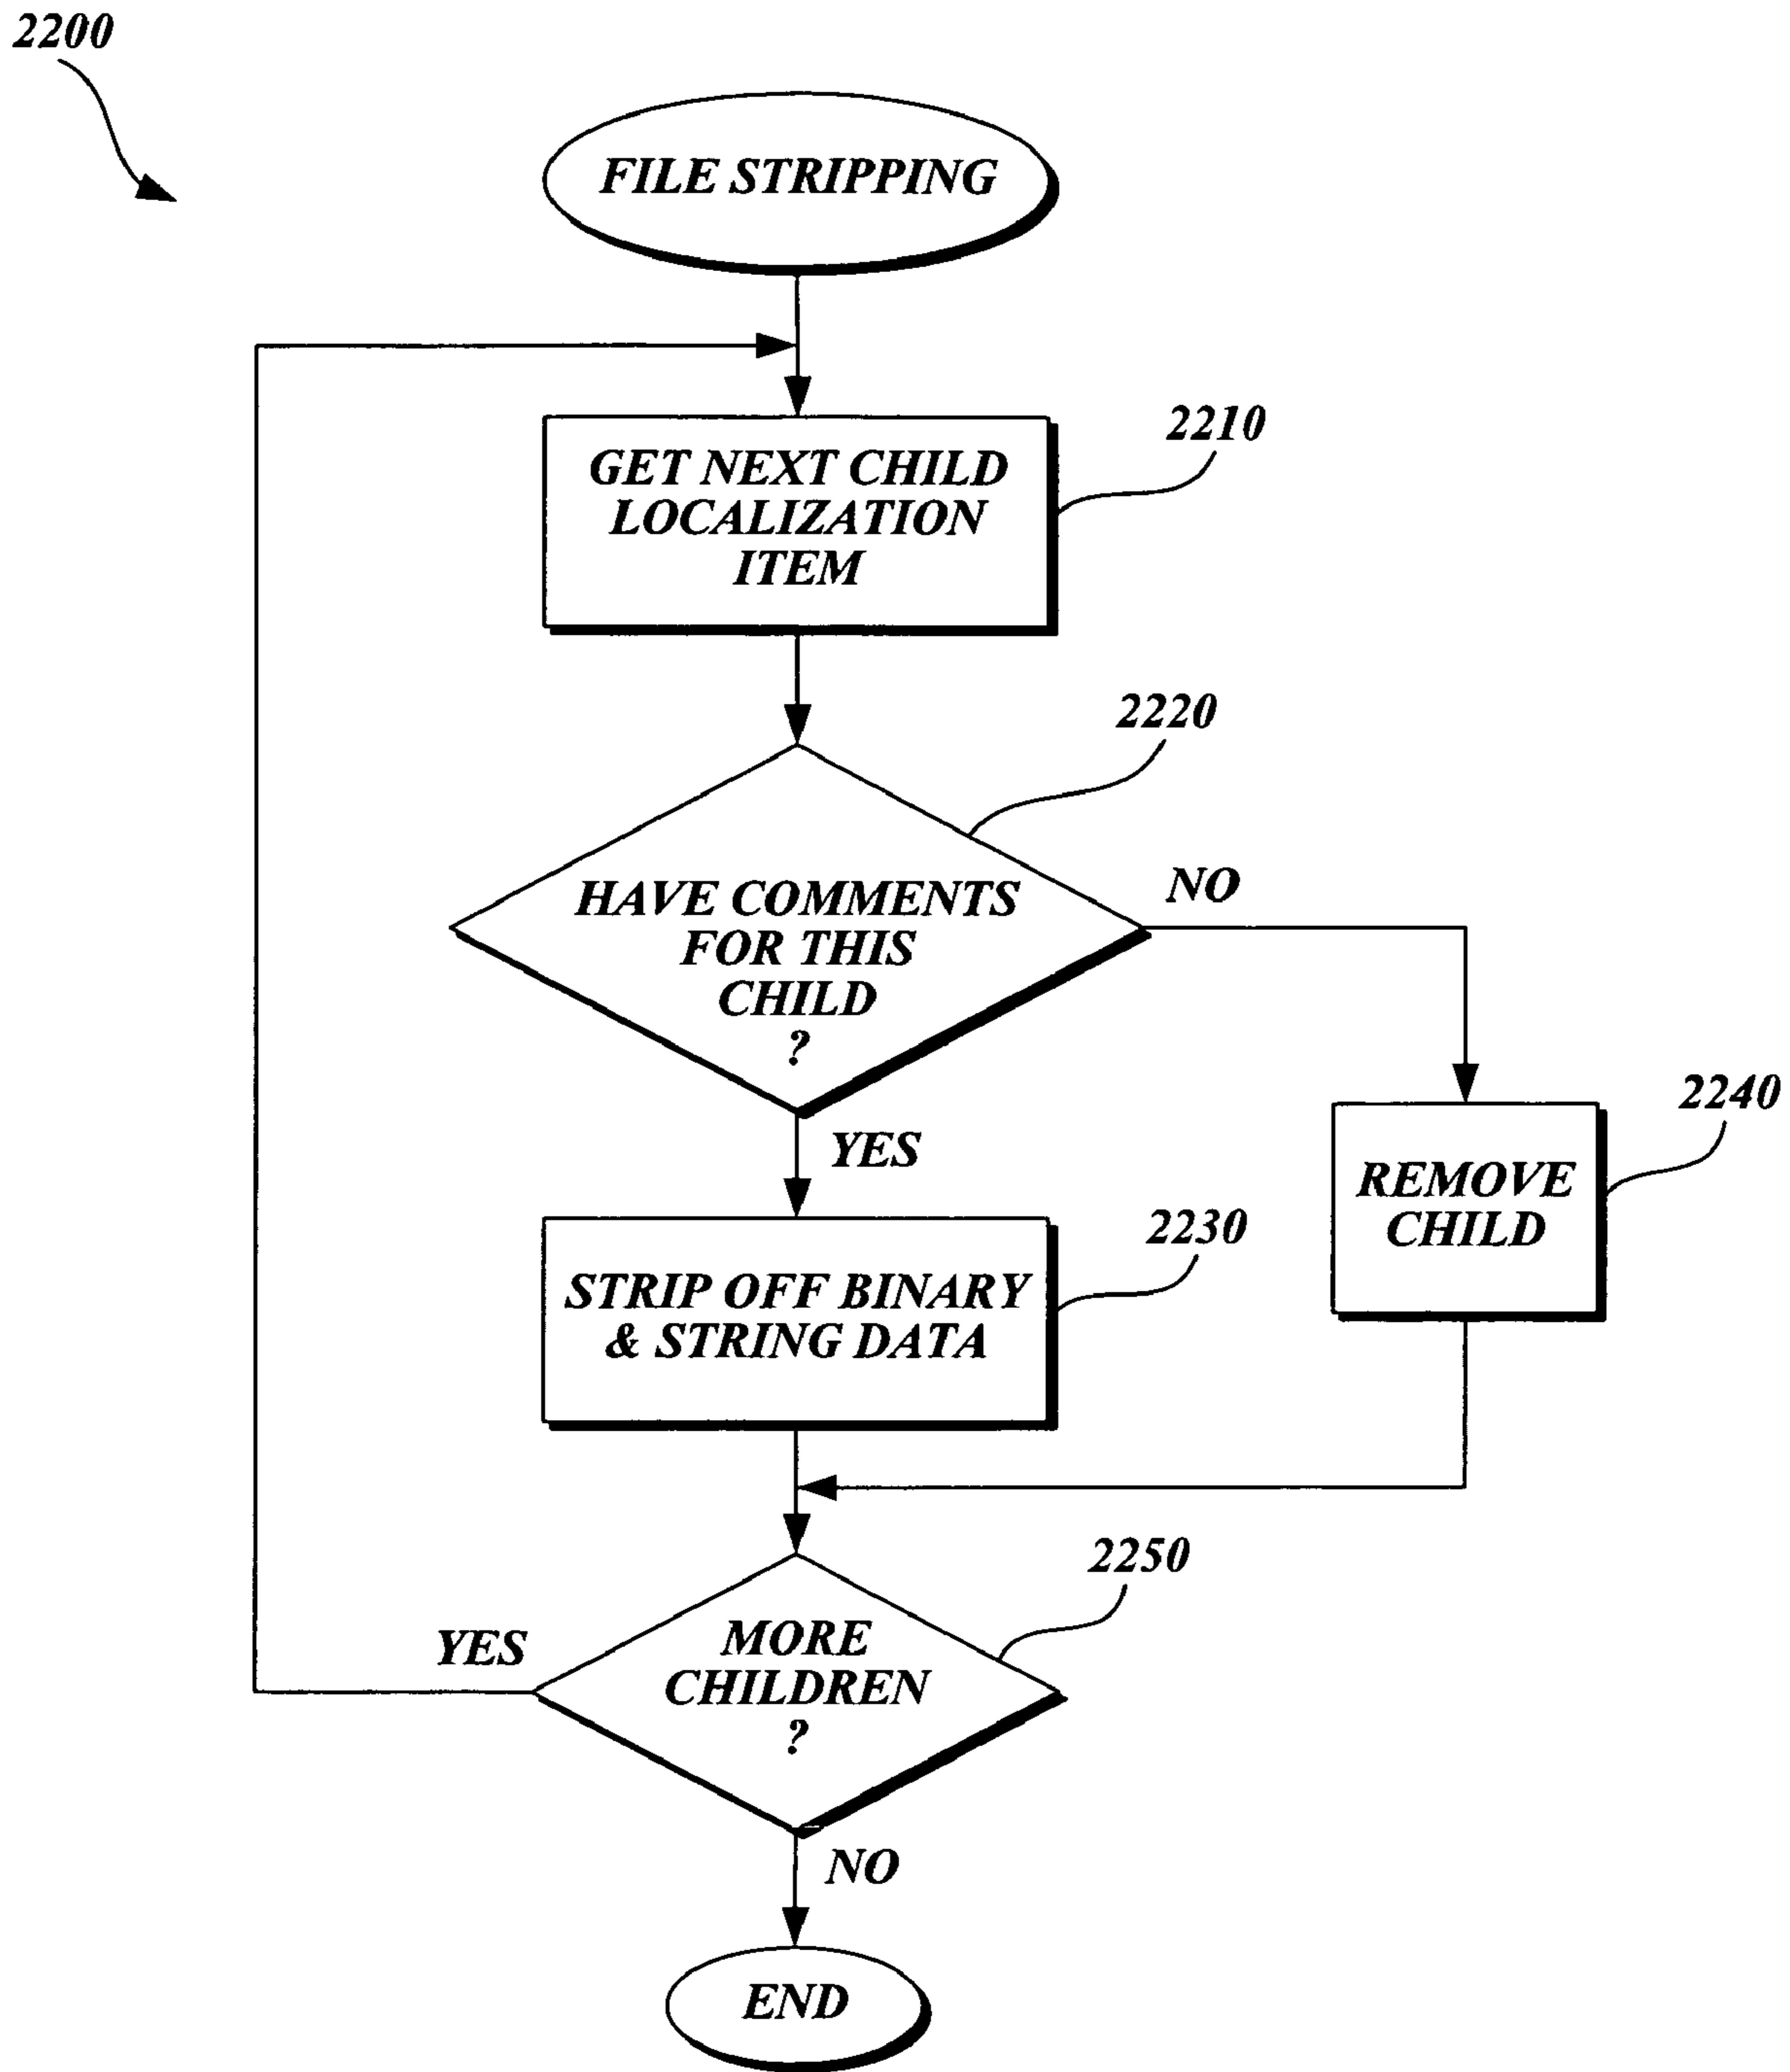 2200
FILE STRIPPING
2210
GET NEXT CHILD
LOCALIZATION
ITEM
2220
HAVE COMMENTS
FOR THIS
CHILD
?
NO
YES
2240
REMOVE
CHILD
2230
STRIP OFF BINARY
& STRING DATA
2250
MORE
CHILDREN
?
YES
NO
END